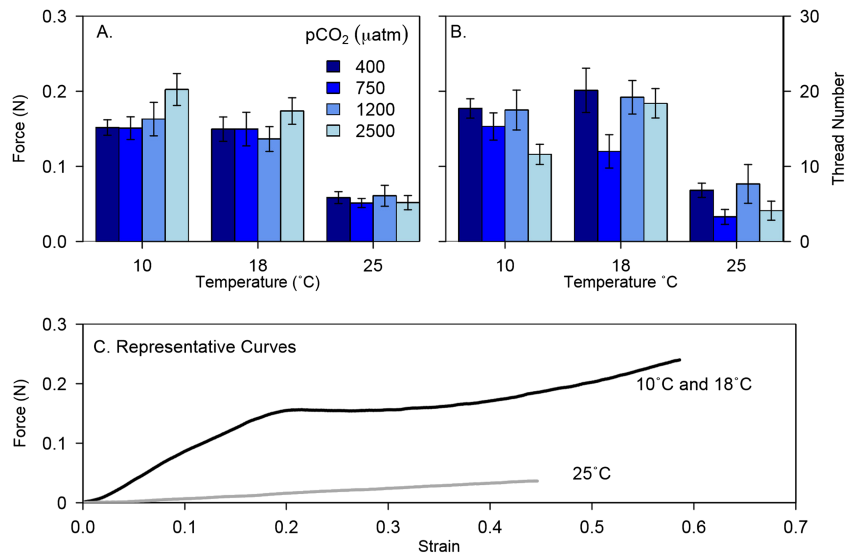 0.3
A.
pCO₂ (μatm)
400
750
1200
2500
0.2
0.1
0.0
Force (N)
10 18 25
Temperature (˚C)
B.
30
20
10
0
Thread Number
10 18 25
Temperature ˚C
0.3
C. Representative Curves
0.2
0.1
0
Force (N)
10˚C and 18˚C
25˚C
0.0 0.1 0.2 0.3 0.4 0.5 0.6 0.7
Strain